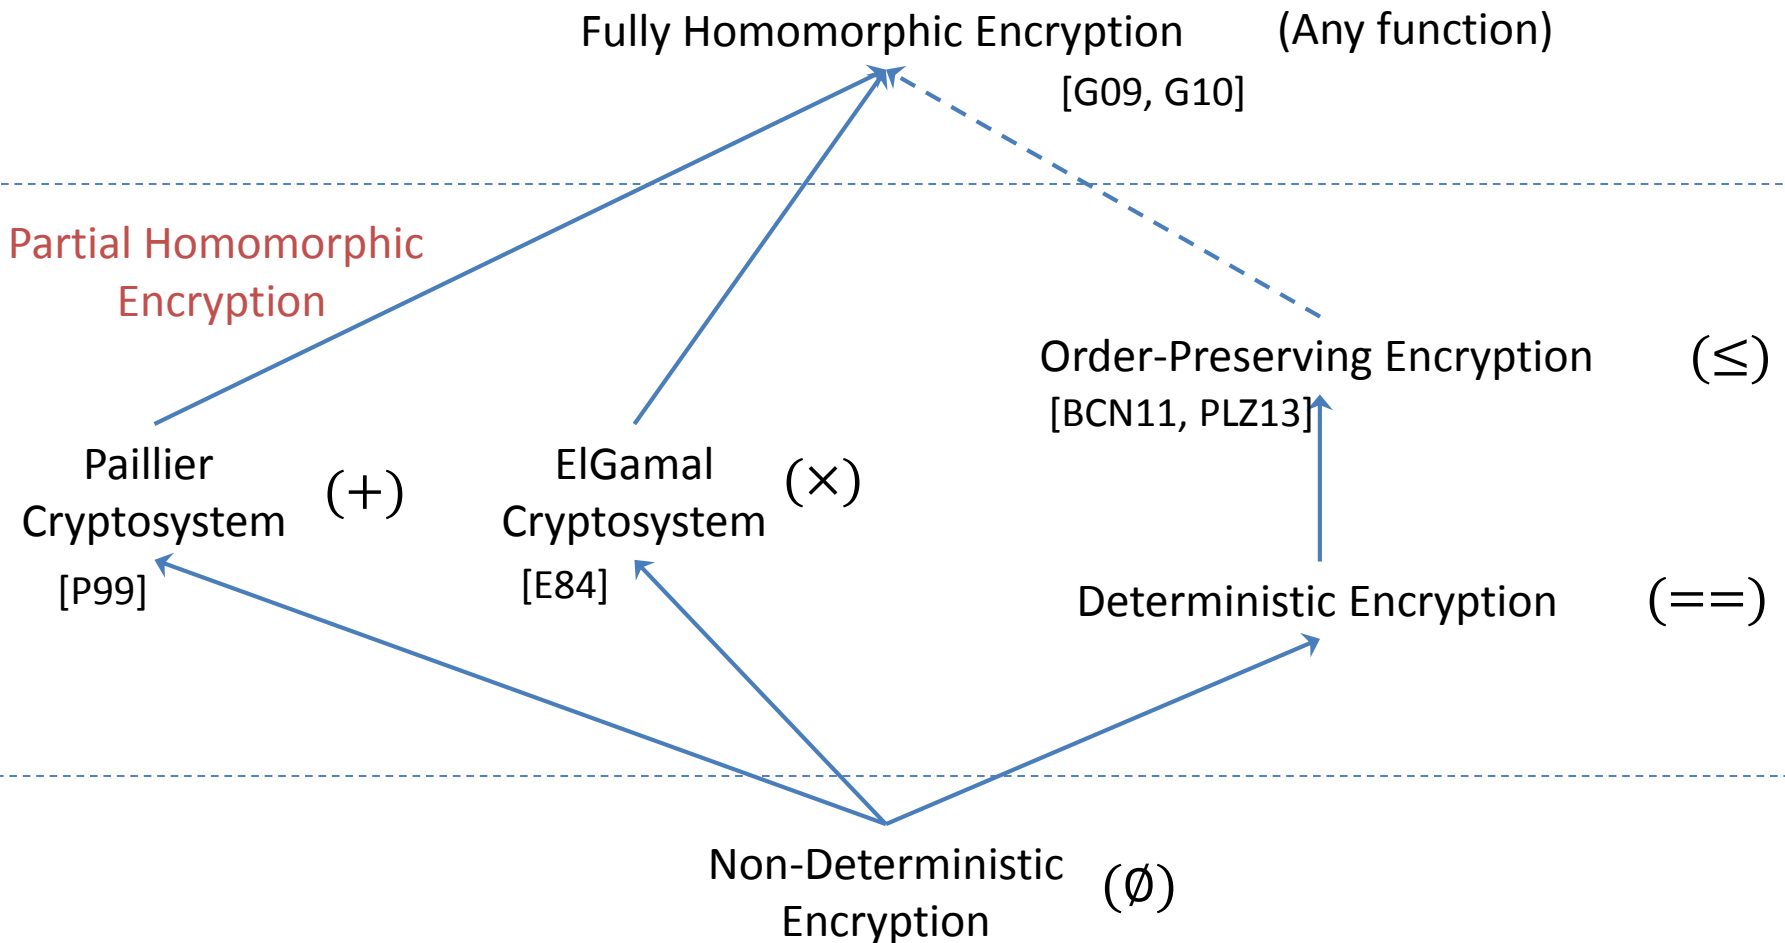 Fully Homomorphic Encryption (Any function)
[G09, G10]
Partial Homomorphic
Encryption
Order-Preserving Encryption (≤)
[BCN11, PLZ13]
Paillier
Cryptosystem (+)
[P99]
ElGamal
Cryptosystem (×)
[E84]
Deterministic Encryption (==)
Non-Deterministic
Encryption (∅)